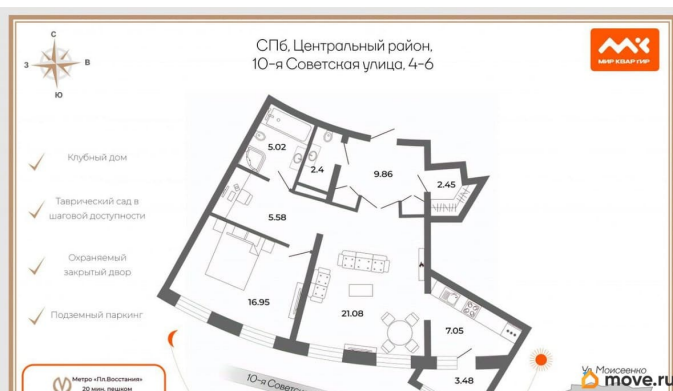 С
З
В
Ю
СПб, Центральный район,
10-я Советская улица, 4-6
МИР КВАРТИР
Клубный дом
Таврический сад в
шаговой доступности
Охраняемый
закрытый двор
Подземный паркинг
5.02
2.4
9.86
2.45
5.58
16.95
21.08
7.05
3.48
Метро «Пл.Восстания»
20 мин. пешком
10-я Советс
Ул. Моисеенко
move.ru